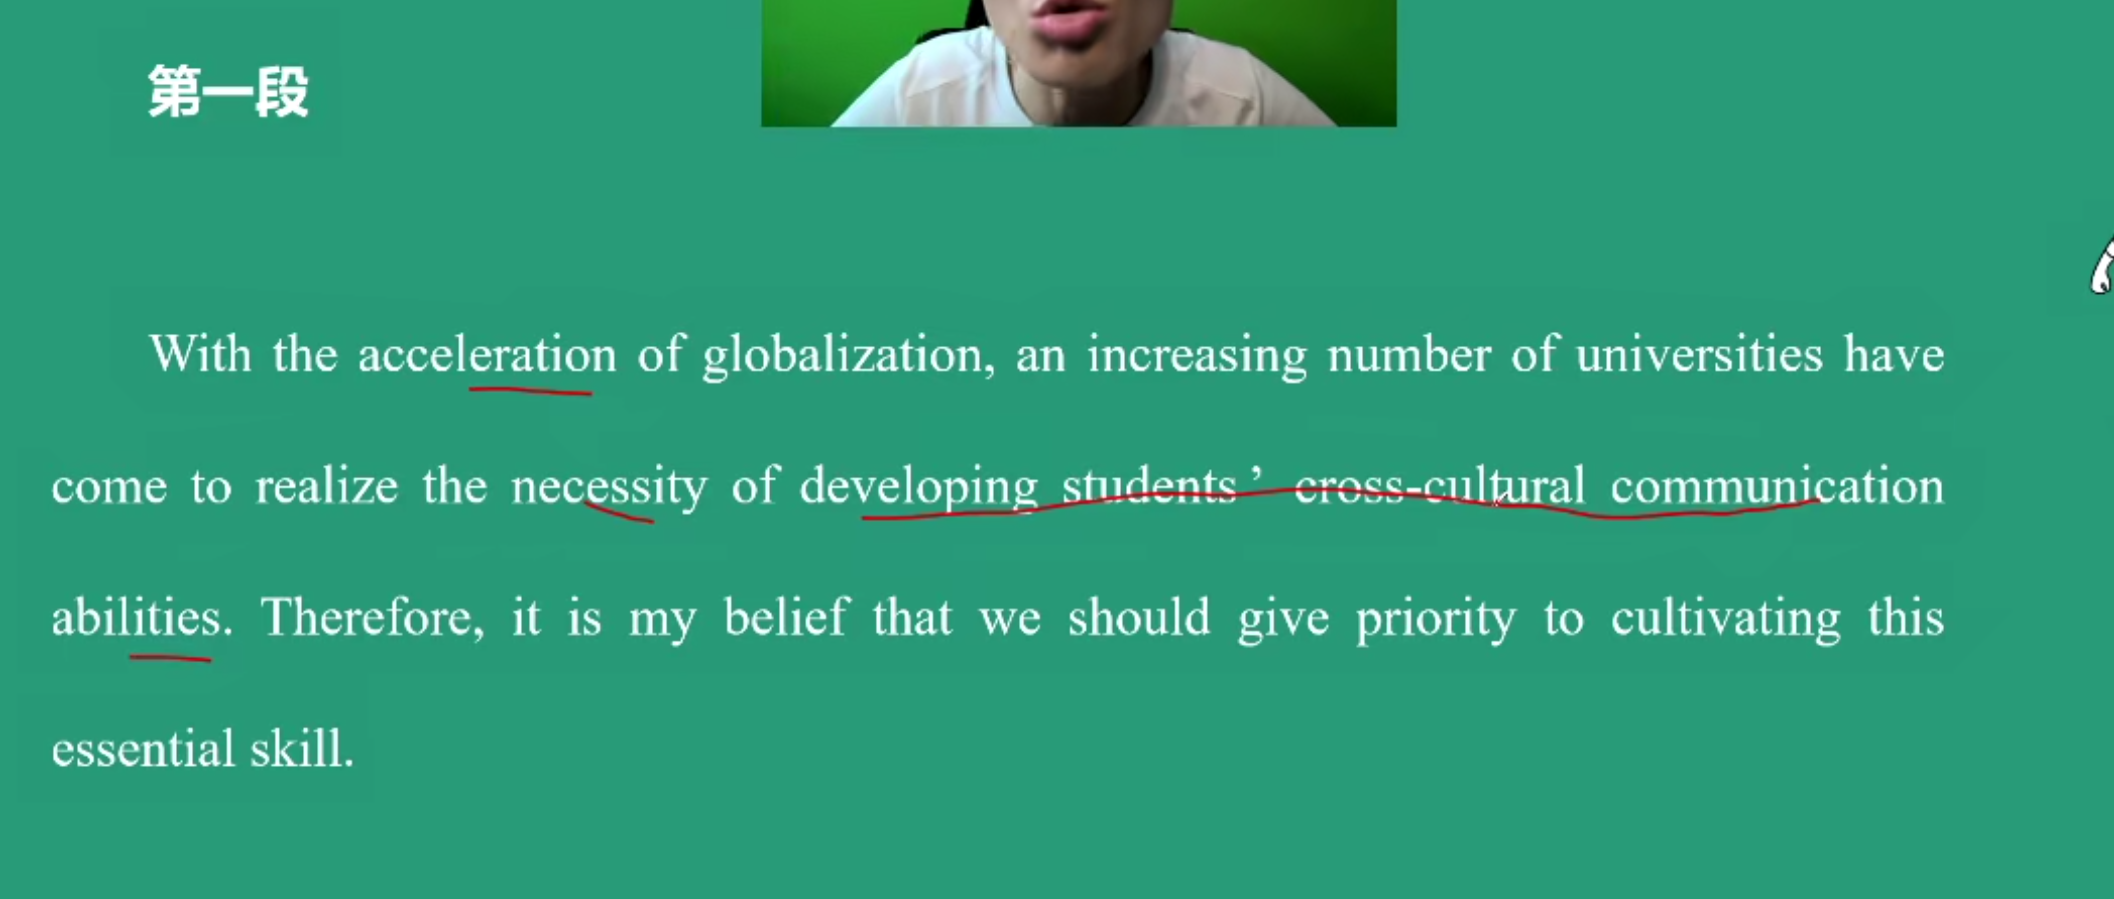 第一段
With the acceleration of globalization, an increasing number of universities have
come to realize the necessity of developing students’ cross-cultural communication
abilities. Therefore, it is my belief that we should give priority to cultivating this
essential skill.